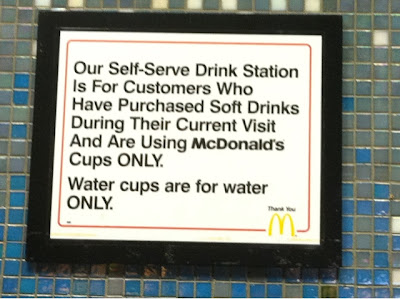 Our Self-Serve Drink Station
Is For Customers Who
Have Purchased Soft Drinks
During Their Current Visit
And Are Using McDonald's
Cups ONLY.
Water cups are for water
ONLY.
Thank You